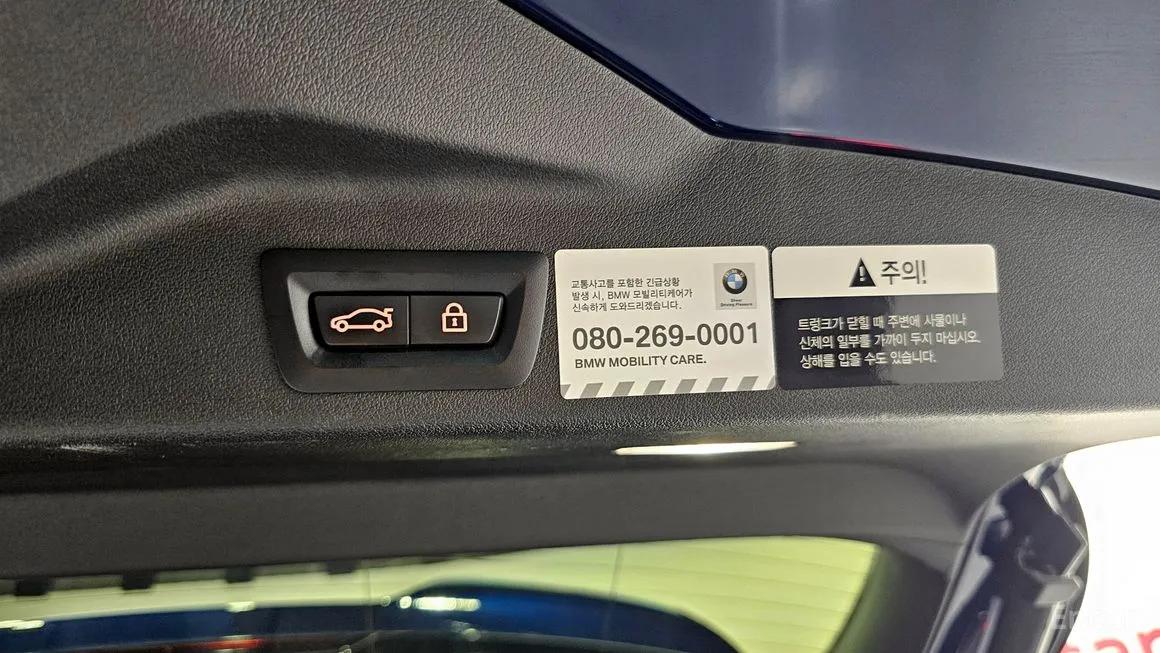 교통사고를 포함한 긴급상황
발생 시, BMW 모빌리티케어가
신속하게 도와드리겠습니다.
BMW
Sheer
Driving Pleasure
080-269-0001
BMW MOBILITY CARE.
주의!
트렁크가 닫힐 때 주변에 사물이나
신체의 일부를 가까이 두지 마십시오.
상해를 입을 수도 있습니다.